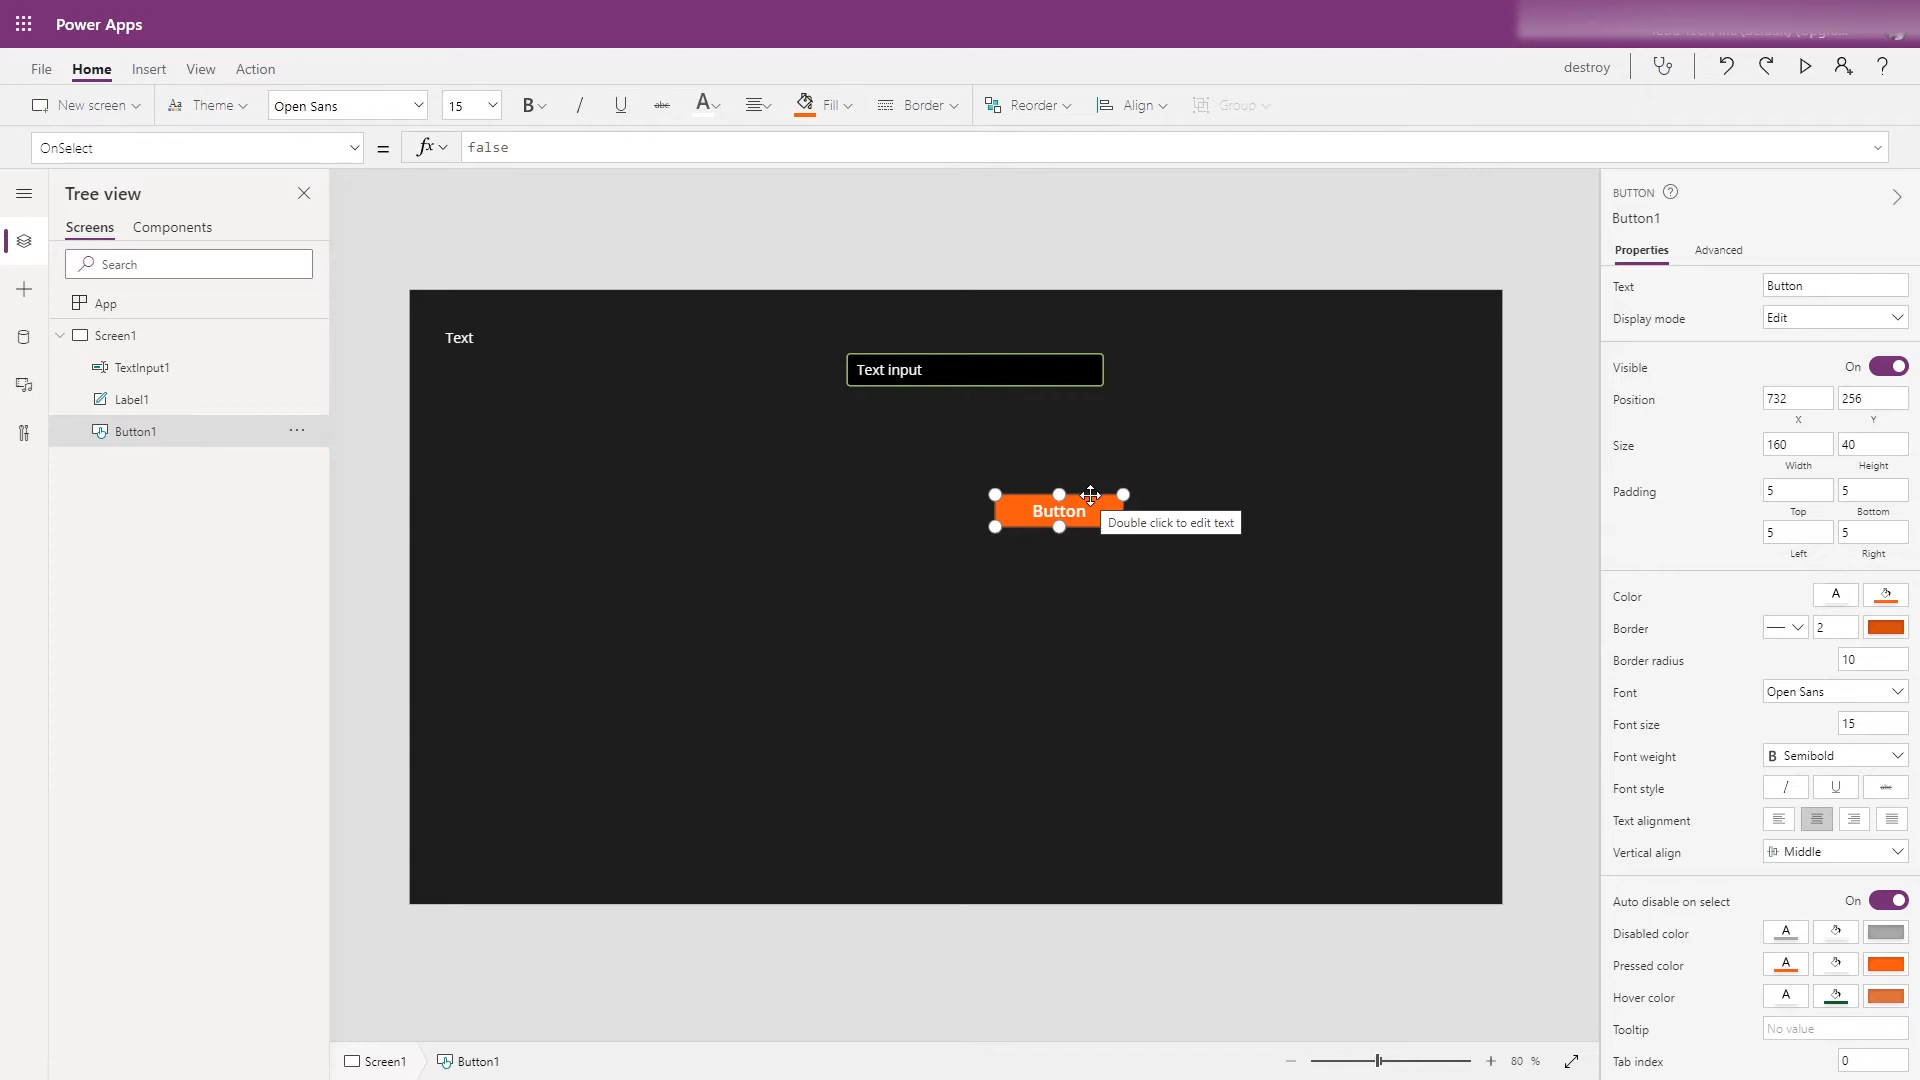 Power Apps
File Home Insert View Action destroy
New screen Theme Open Sans 15 B / U abc A Fill Border Reorder Align Group
OnSelect = fx false
Tree view
Screens Components
Search
App
Screen1
TextInput1
Label1
Button1 ...
Text
Text input
Button
Double click to edit text
BUTTON ?
Button1
Properties Advanced
Text Button
Display mode Edit
Visible On
Position 732 256
X Y
Size 160 40
Width Height
Padding 5 5
Top Bottom
5 5
Left Right
Color A
Border 2
Border radius 10
Font Open Sans
Font size 15
Font weight B Semibold
Font style / U abc
Text alignment
Vertical align Middle
Auto disable on select On
Disabled color A
Pressed color A
Hover color A
Tooltip No value
Tab index 0
Screen1 Button1 80 %